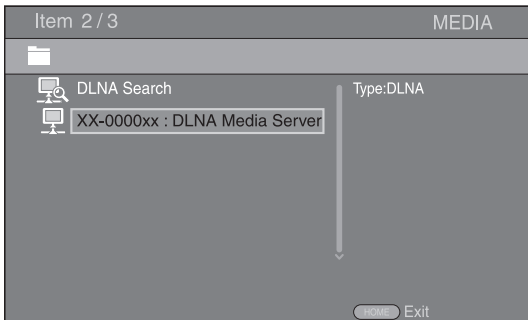 Item 2/3 MEDIA
DLNA Search Type:DLNA
XX-0000xx : DLNA Media Server
HOME Exit